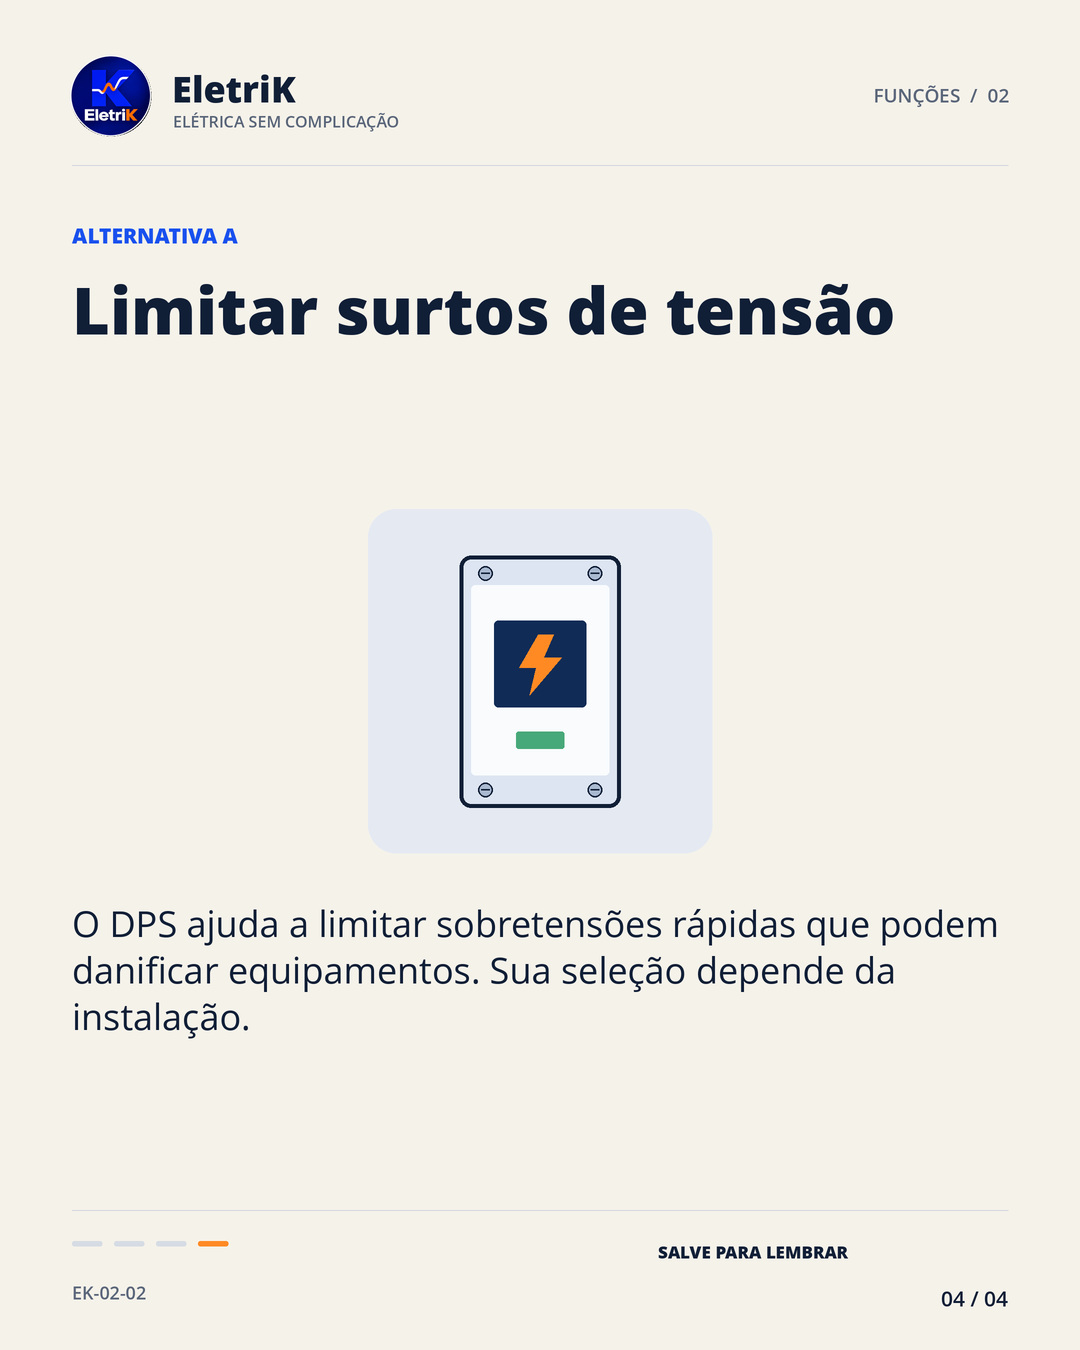 EletriK
EletriK
ELÉTRICA SEM COMPLICAÇÃO
FUNÇÕES / 02
ALTERNATIVA A
Limitar surtos de tensão
O DPS ajuda a limitar sobretensões rápidas que podem
danificar equipamentos. Sua seleção depende da
instalação.
SALVE PARA LEMBRAR
EK-02-02
04 / 04